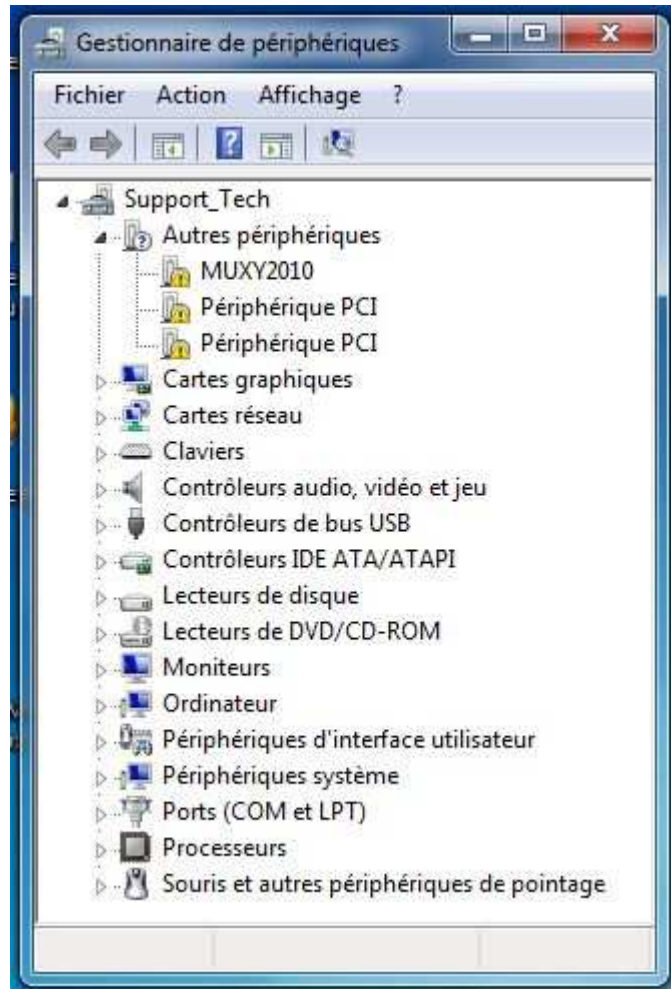 Gestionnaire de périphériques
Fichier Action Affichage ?
Support_Tech
Autres périphériques
MUXY2010
Périphérique PCI
Périphérique PCI
Cartes graphiques
Cartes réseau
Claviers
Contrôleurs audio, vidéo et jeu
Contrôleurs de bus USB
Contrôleurs IDE ATA/ATAPI
Lecteurs de disque
Lecteurs de DVD/CD-ROM
Moniteurs
Ordinateur
Périphériques d'interface utilisateur
Périphériques système
Ports (COM et LPT)
Processeurs
Souris et autres périphériques de pointage